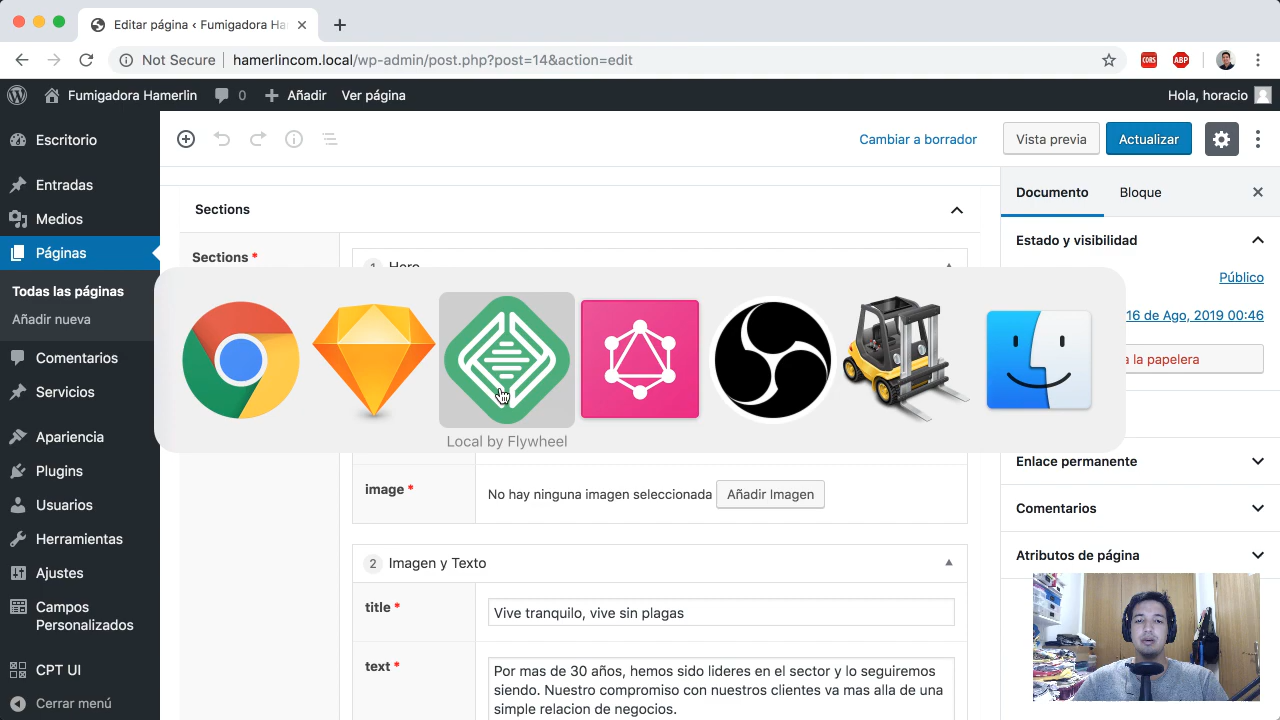 Editar página ‹ Fumigadora Ha
Not Secure
hamerlincom.local/wp-admin/post.php?post=14&action=edit
CORS
ABP
Fumigadora Hamerlin
0
Añadir
Ver página
Hola, horacio
Escritorio
Entradas
Medios
Páginas
Todas las páginas
Añadir nueva
Comentarios
Servicios
Apariencia
Plugins
Usuarios
Herramientas
Ajustes
Campos
Personalizados
CPT UI
Cerrar menú
Cambiar a borrador
Vista previa
Actualizar
Sections
Sections *
1 Hero
Local by Flywheel
image *
No hay ninguna imagen seleccionada
Añadir Imagen
2 Imagen y Texto
title *
Vive tranquilo, vive sin plagas
text *
Por mas de 30 años, hemos sido lideres en el sector y lo seguiremos
siendo. Nuestro compromiso con nuestros clientes va mas alla de una
simple relacion de negocios.
Documento
Bloque
Estado y visibilidad
Público
16 de Ago, 2019 00:46
a la papelera
Enlace permanente
Comentarios
Atributos de página